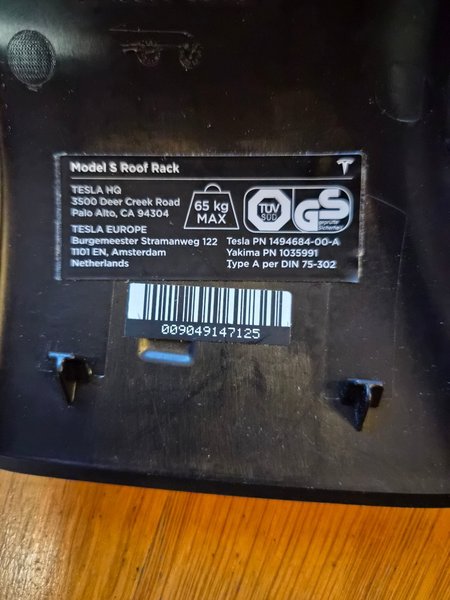 Model S Roof Rack
TESLA HQ
3500 Deer Creek Road
Palo Alto, CA 94304
TESLA EUROPE
Burgemeester Stramanweg 122
1101 EN, Amsterdam
Netherlands
65 kg
MAX
TÜV
SÜD
GS
geprüfte
Sicherheit
Tesla PN 1494684-00-A
Yakima PN 1035991
Type A per DIN 75-302
009049147125